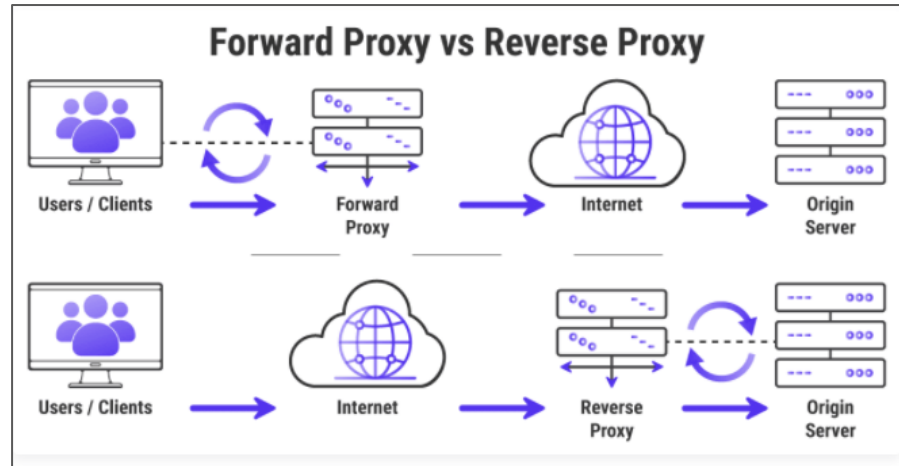 Forward Proxy vs Reverse Proxy
Users / Clients
Forward
Proxy
Internet
Origin
Server
Users / Clients
Internet
Reverse
Proxy
Origin
Server